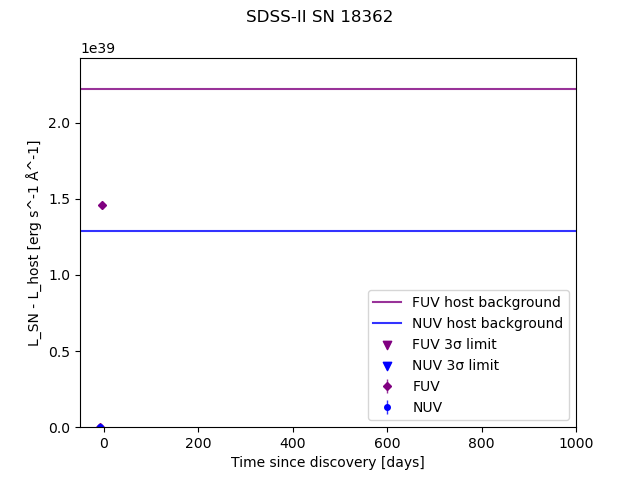 SDSS-II SN 18362
1e39
L_SN - L_host [erg s^-1 Å^-1]
2.0
1.5
1.0
0.5
0.0
FUV host background
NUV host background
FUV 3σ limit
NUV 3σ limit
FUV
NUV
0 200 400 600 800 1000
Time since discovery [days]